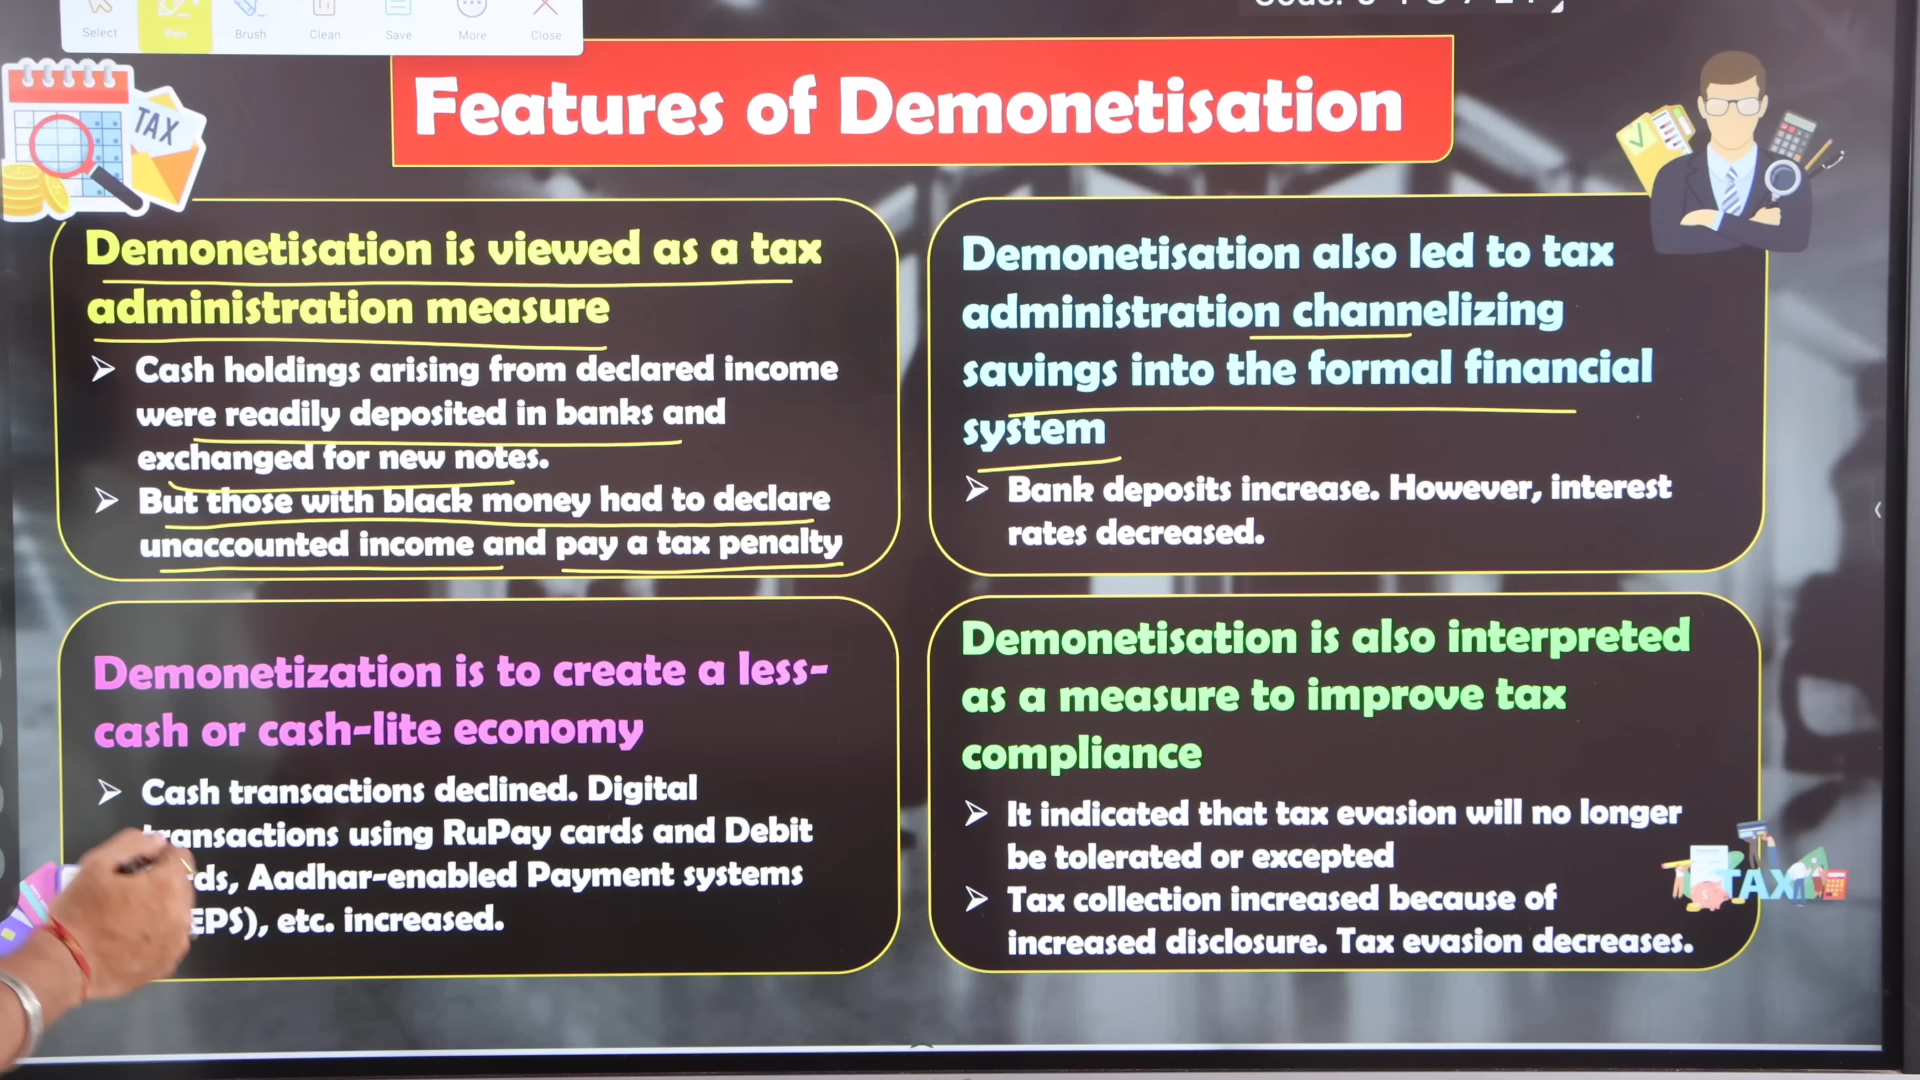 Select
Pen
Brush
Clean
Save
More
Close
Features of Demonetisation
TAX
Demonetisation is viewed as a tax
administration measure
➢ Cash holdings arising from declared income
were readily deposited in banks and
exchanged for new notes.
➢ But those with black money had to declare
unaccounted income and pay a tax penalty
Demonetisation also led to tax
administration channelizing
savings into the formal financial
system
➢ Bank deposits increase. However, interest
rates decreased.
Demonetization is to create a less-
cash or cash-lite economy
➢ Cash transactions declined. Digital
transactions using RuPay cards and Debit
ds, Aadhar-enabled Payment systems
EPS), etc. increased.
Demonetisation is also interpreted
as a measure to improve tax
compliance
➢ It indicated that tax evasion will no longer
be tolerated or excepted
➢ Tax collection increased because of
increased disclosure. Tax evasion decreases.
TAX